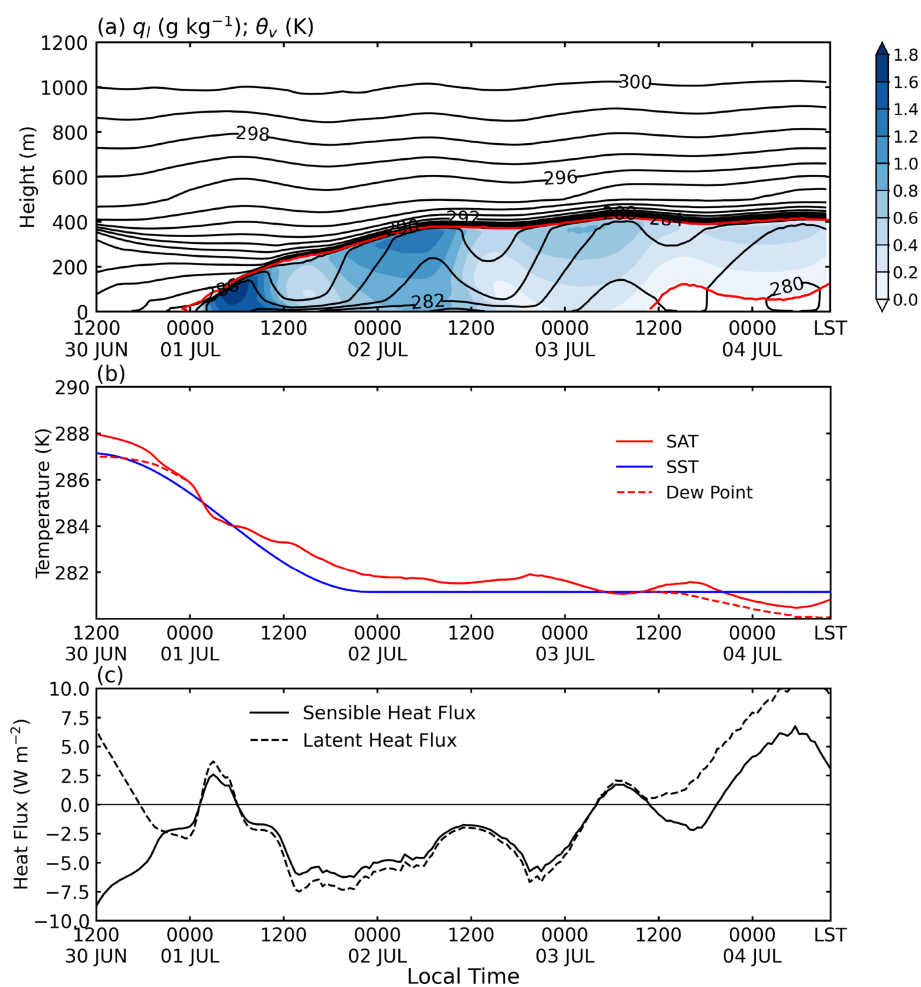 (a) q_l (g kg⁻¹); θ_v (K)
1200
1000
800
600
400
200
0
Height (m)
300
298
296
292
284
282
280
1.8
1.6
1.4
1.2
1.0
0.8
0.6
0.4
0.2
0.0
1200 0000 1200 0000 1200 0000 1200 0000 LST
30 JUN 01 JUL 02 JUL 03 JUL 04 JUL
(b)
290
288
286
284
282
Temperature (K)
SAT
SST
Dew Point
1200 0000 1200 0000 1200 0000 1200 0000 LST
30 JUN 01 JUL 02 JUL 03 JUL 04 JUL
(c)
10.0
7.5
5.0
2.5
0.0
−2.5
−5.0
−7.5
−10.0
Heat Flux (W m⁻²)
Sensible Heat Flux
Latent Heat Flux
1200 0000 1200 0000 1200 0000 1200 0000 LST
30 JUN 01 JUL 02 JUL 03 JUL 04 JUL
Local Time